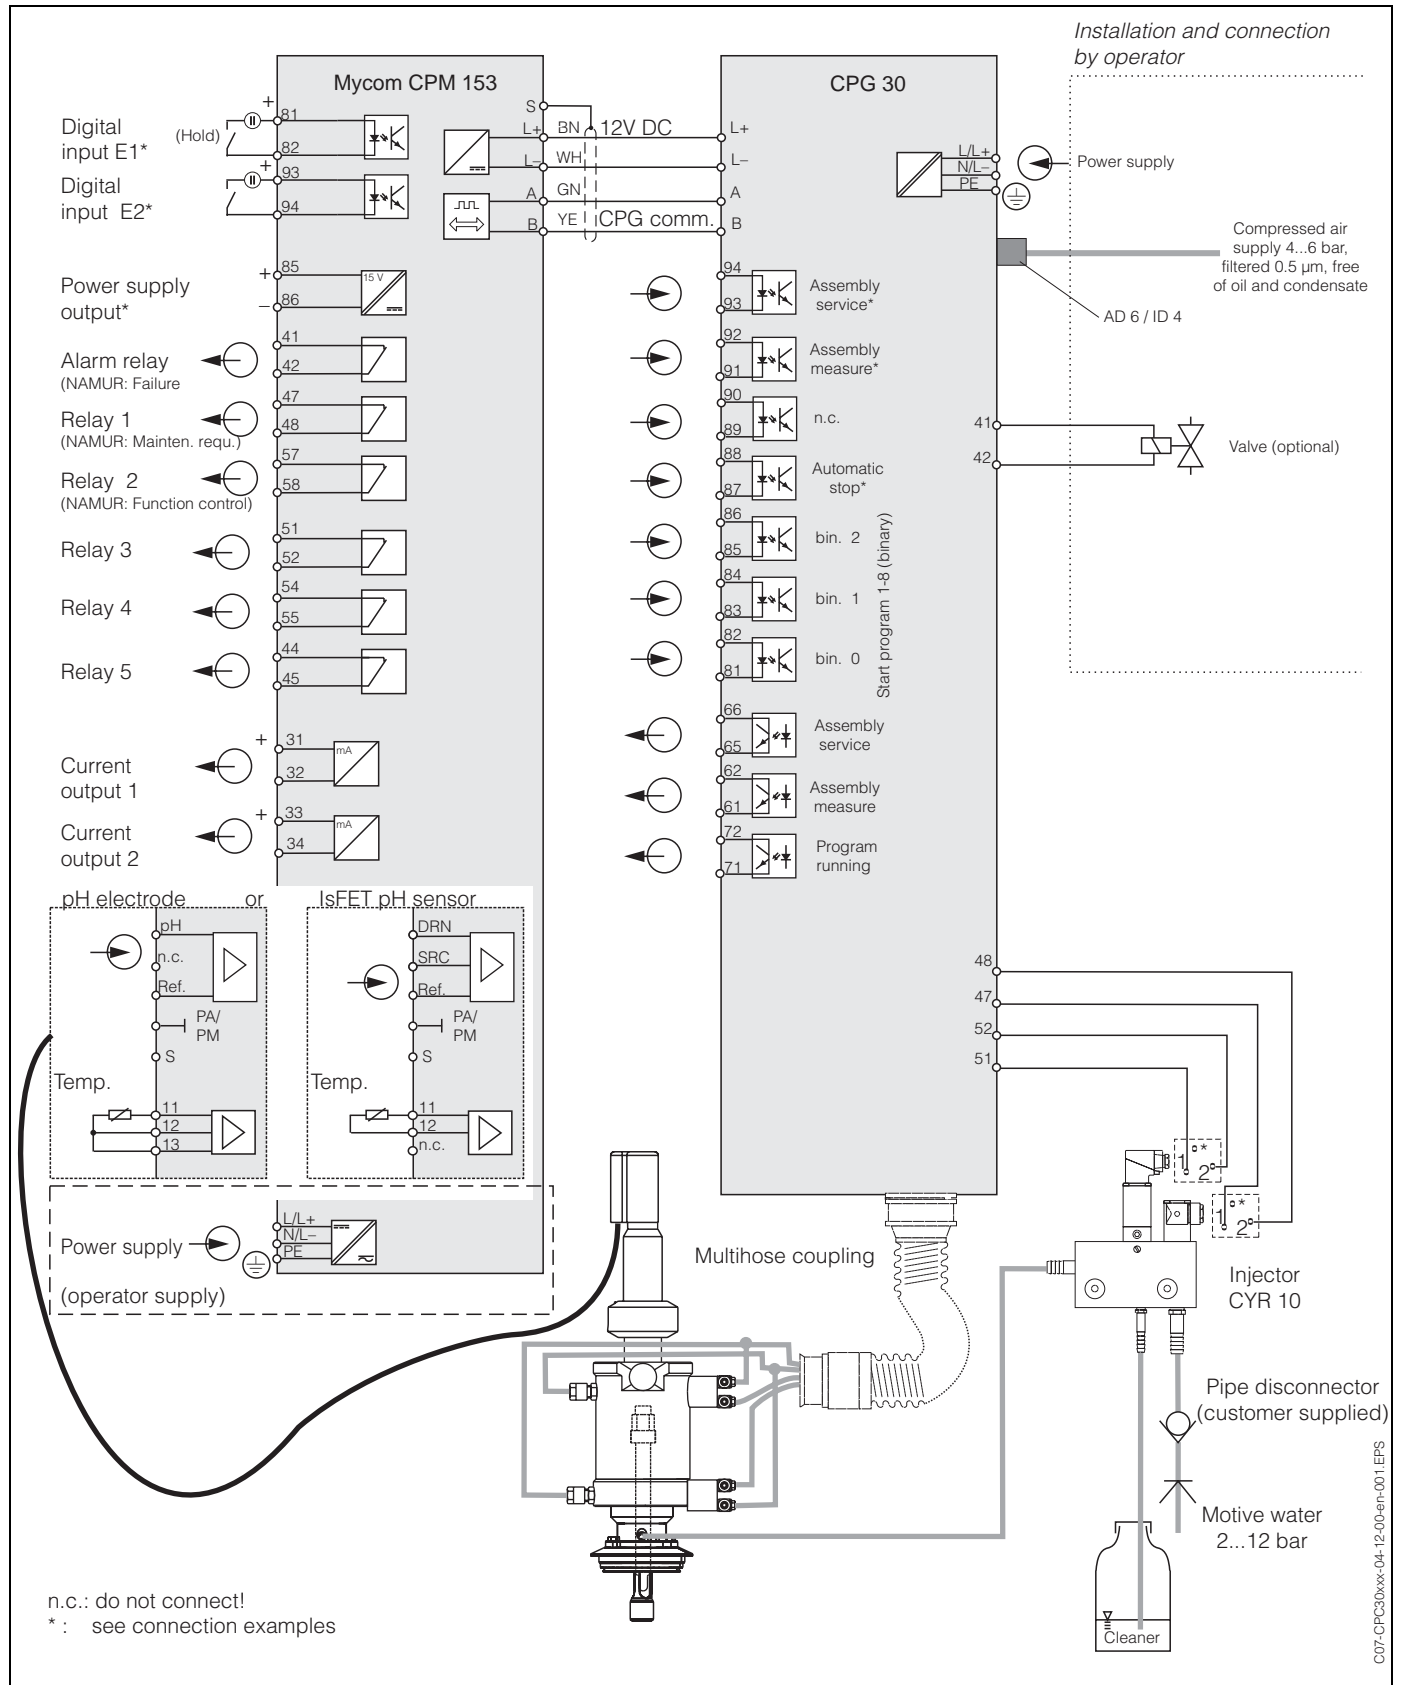 Installation and connection
by operator
Mycom CPM 153
CPG 30
Digital
input E1*
(Hold)
+
81
82
Digital
input E2*
+
93
94
S
L+
BN
12V DC
L+
L–
WH
L–
A
GN
A
B
YE
CPG comm.
B
L/L+
N/L–
PE
Power supply
Compressed air
supply 4...6 bar,
filtered 0.5 µm, free
of oil and condensate
AD 6 / ID 4
Power supply
output*
+
85
–
86
15 V
Alarm relay
(NAMUR: Failure
41
42
Relay 1
(NAMUR: Mainten. requ.)
47
48
Relay 2
(NAMUR: Function control)
57
58
Relay 3
51
52
Relay 4
54
55
Relay 5
44
45
Current
output 1
+
31
32
mA
Current
output 2
+
33
34
mA
94
93
Assembly
service*
92
91
Assembly
measure*
90
89
n.c.
88
87
Automatic
stop*
86
85
bin. 2
84
83
bin. 1
82
81
bin. 0
Start program 1-8 (binary)
66
65
Assembly
service
62
61
Assembly
measure
72
71
Program
running
41
42
Valve (optional)
48
47
52
51
pH electrode
or
IsFET pH sensor
pH
n.c.
Ref.
PA/
PM
S
Temp.
11
12
13
DRN
SRC
Ref.
PA/
PM
S
Temp.
11
12
n.c.
Power supply
(operator supply)
L/L+
N/L–
PE
Multihose coupling
1
*
2
1
*
2
Injector
CYR 10
Pipe disconnector
(customer supplied)
Motive water
2...12 bar
Cleaner
n.c.: do not connect!
* : see connection examples
C07-CPC30xxx-04-12-00-en-001.EPS